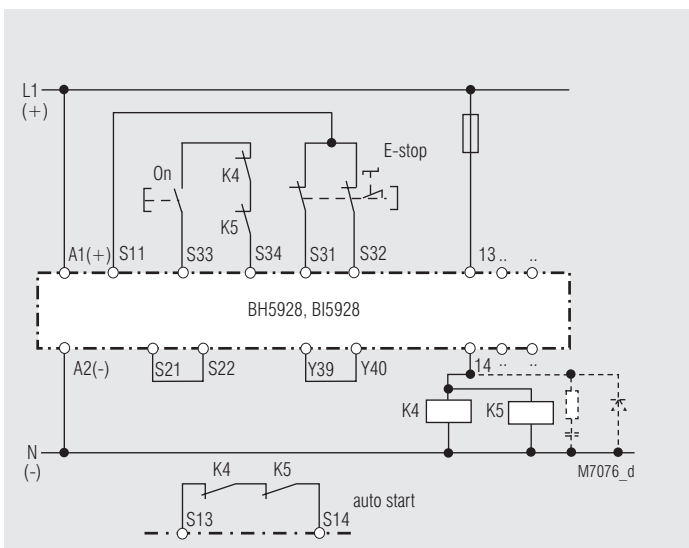 L1
(+)
E-stop
On
K4
K5
A1(+) S11 S33 S34 S31 S32 13 .. ..
BH5928, BI5928
A2(-) S21 S22 Y39 Y40 14 .. ..
K4 K5
N
(-)
M7076_d
K4 K5
auto start
S13 S14